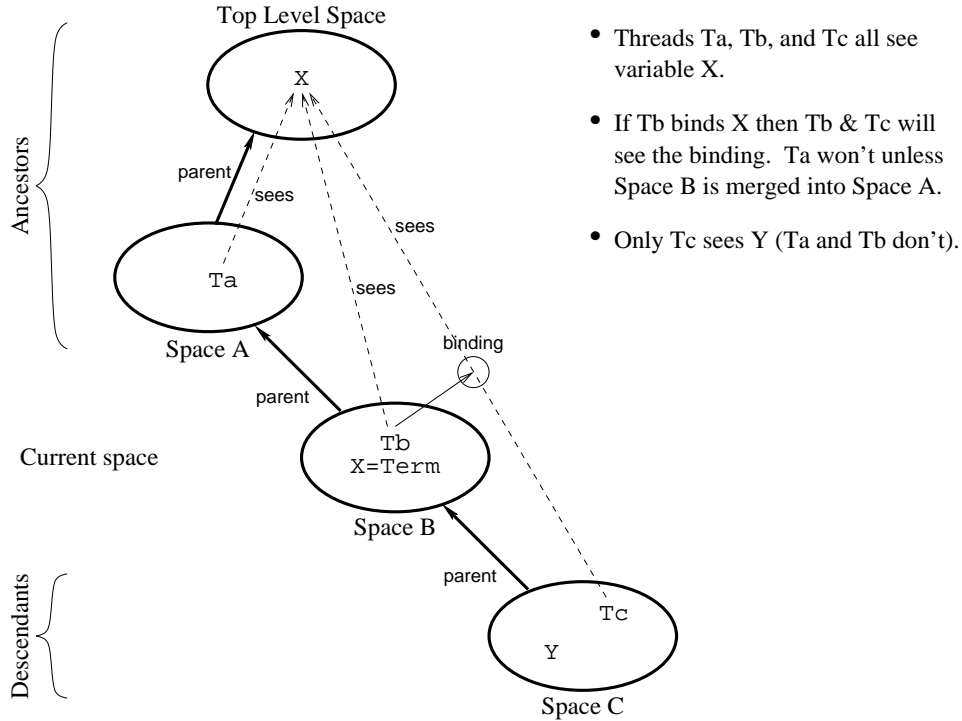 Top Level Space
X
• Threads Ta, Tb, and Tc all see
variable X.
• If Tb binds X then Tb & Tc will
see the binding. Ta won't unless
Space B is merged into Space A.
• Only Tc sees Y (Ta and Tb don't).
Ancestors
parent
sees
sees
sees
Ta
Space A
binding
parent
Tb
X=Term
Current space
Space B
parent
Descendants
Tc
Y
Space C